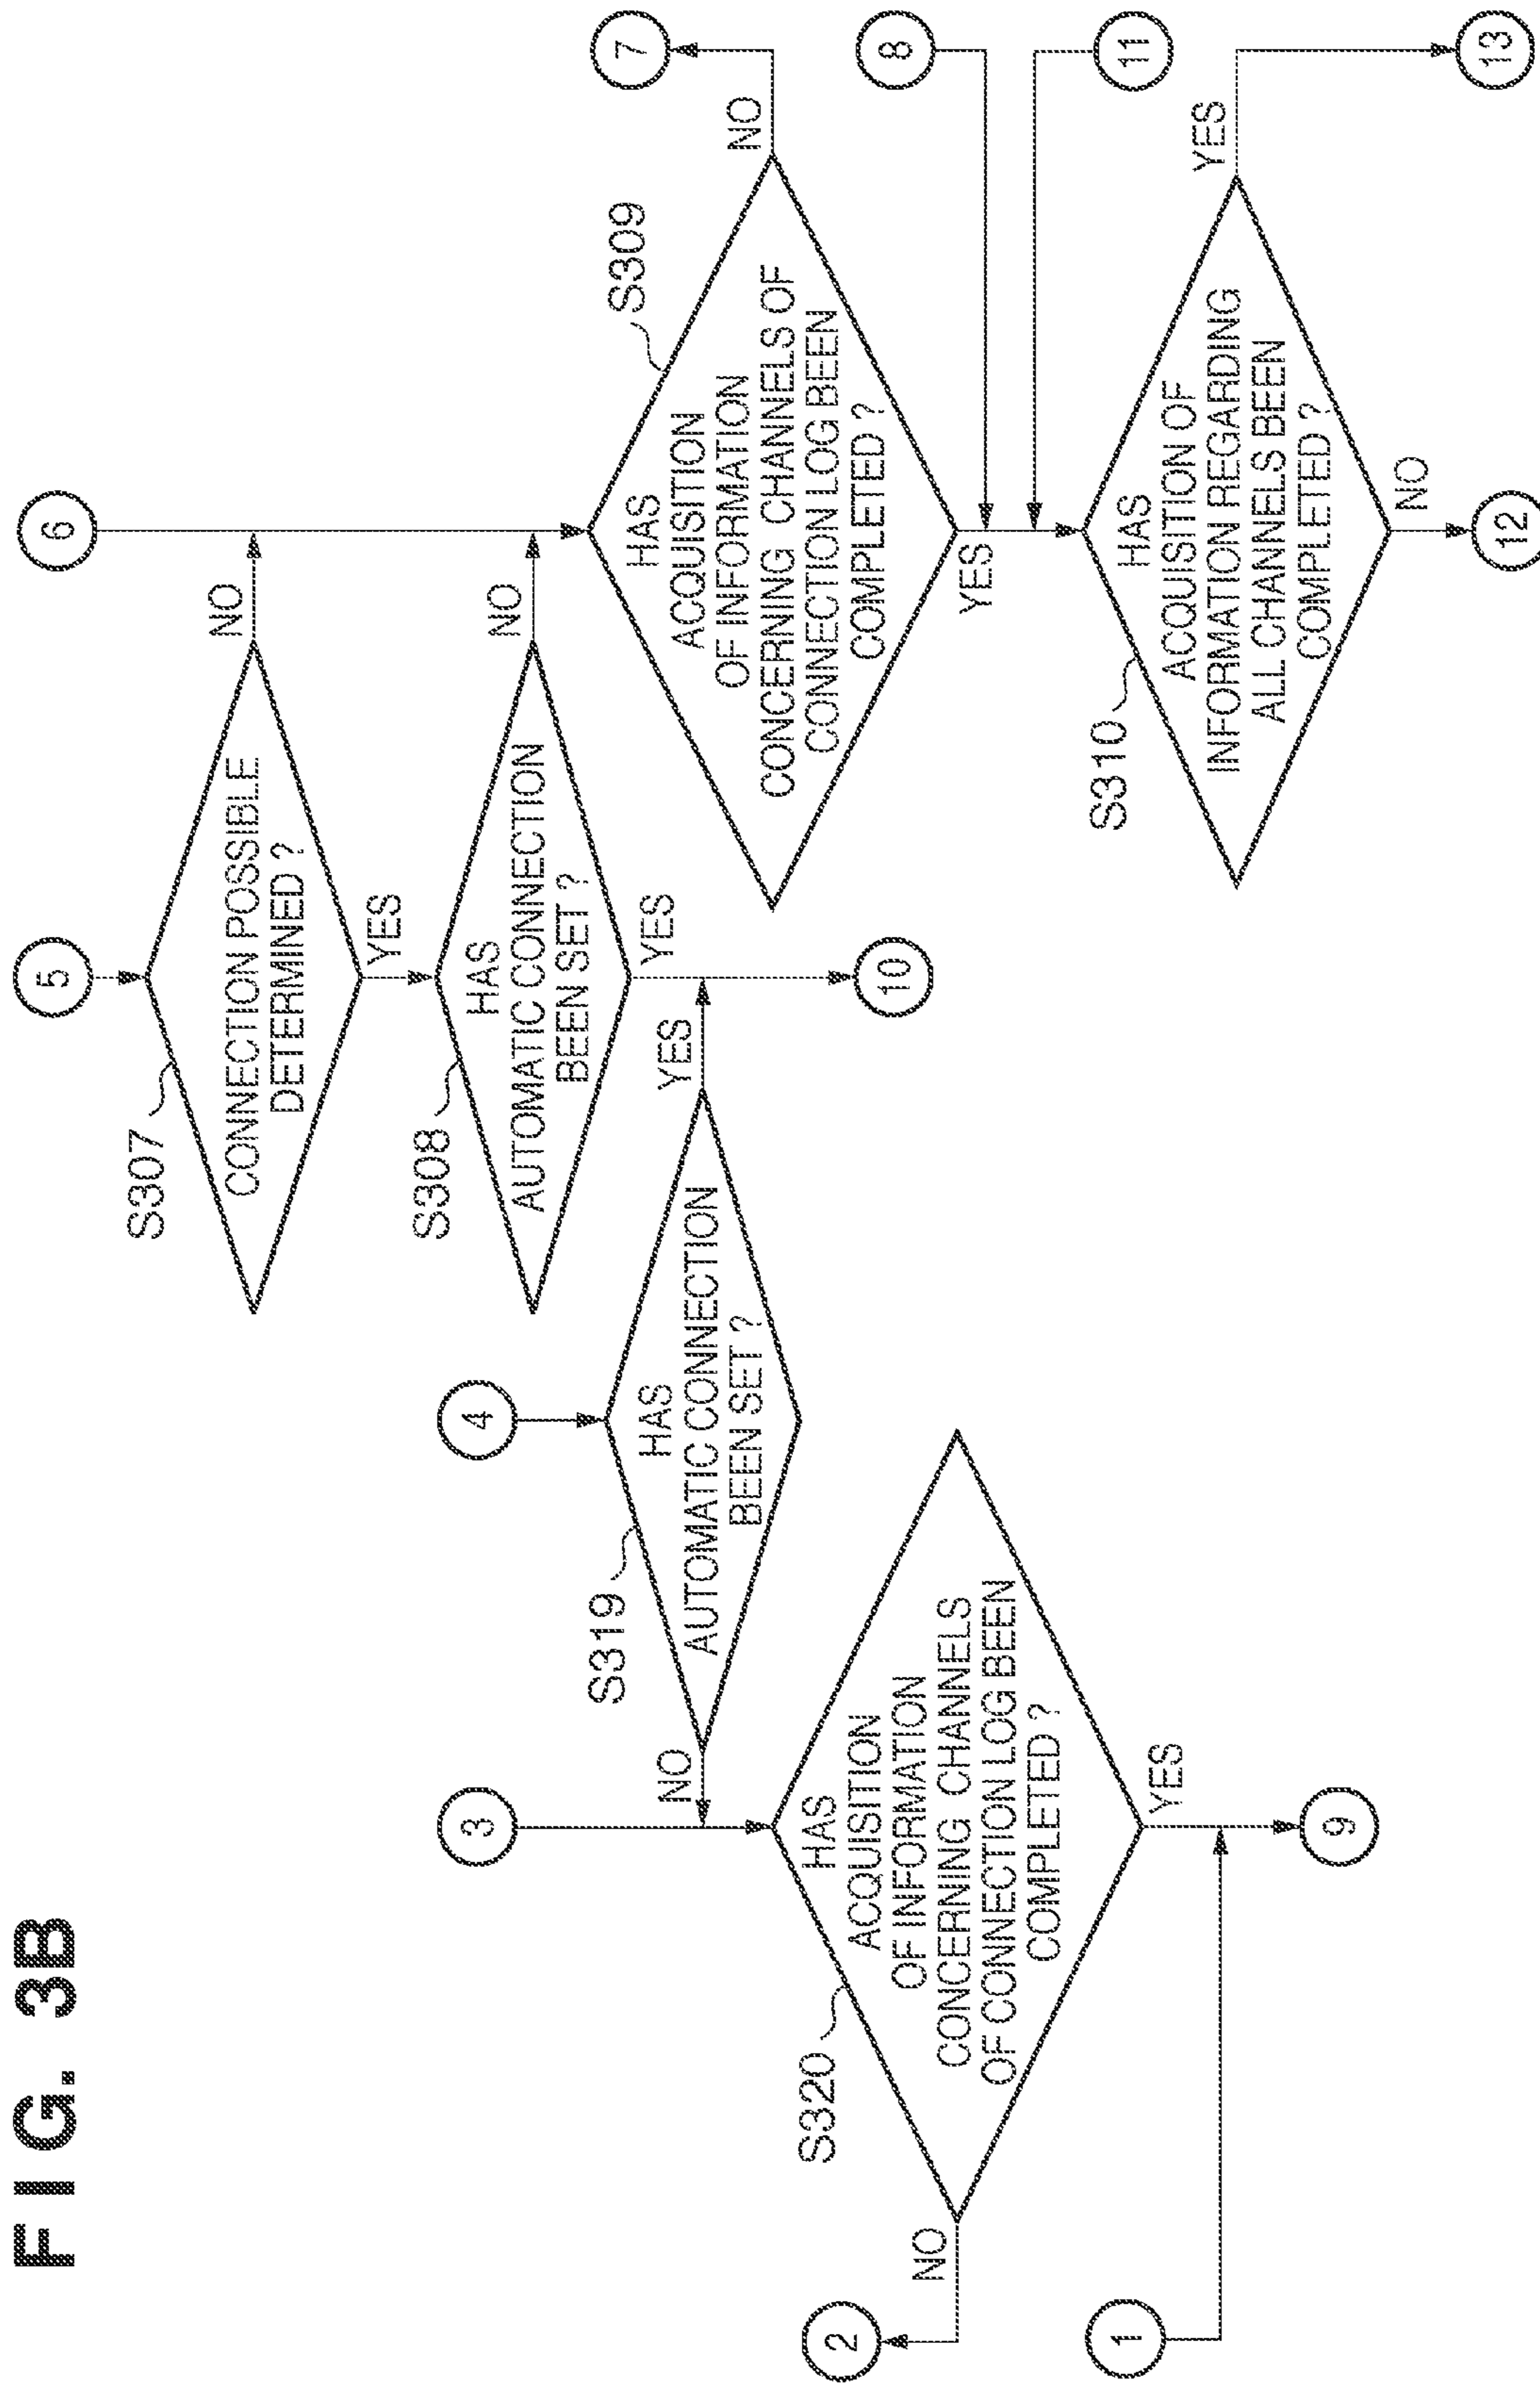 FIG. 3B
5
6
S307
CONNECTION POSSIBLE
DETERMINED ?
NO
YES
S308
HAS
AUTOMATIC CONNECTION
BEEN SET ?
NO
YES
3
4
S319
HAS
AUTOMATIC CONNECTION
BEEN SET ?
NO
YES
10
S309
HAS
ACQUISITION
OF INFORMATION
CONCERNING CHANNELS OF
CONNECTION LOG BEEN
COMPLETED ?
NO
7
YES
8
11
S320
HAS
ACQUISITION
OF INFORMATION
CONCERNING CHANNELS
OF CONNECTION LOG BEEN
COMPLETED ?
NO
2
YES
1
9
S310
HAS
ACQUISITION OF
INFORMATION REGARDING
ALL CHANNELS BEEN
COMPLETED ?
YES
13
NO
12